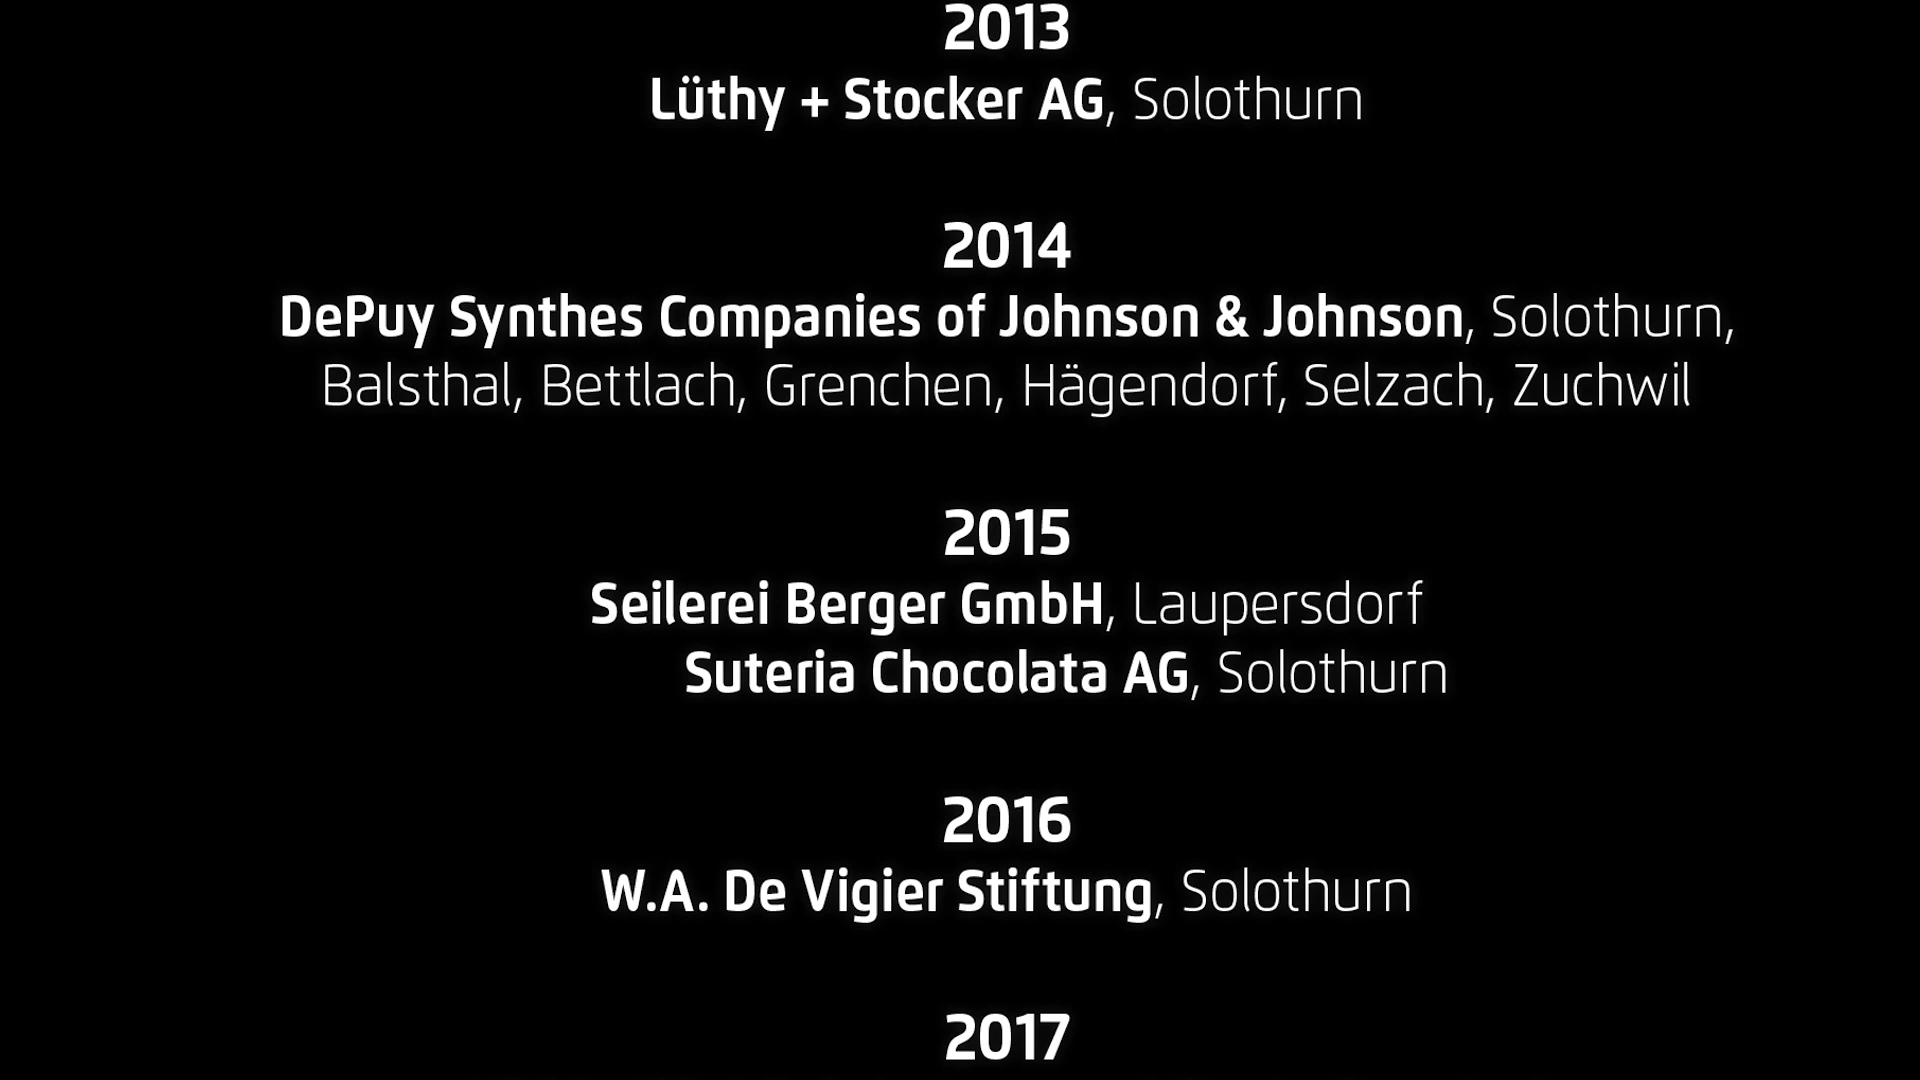 2013
Lüthy + Stocker AG, Solothurn
2014
DePuy Synthes Companies of Johnson & Johnson, Solothurn,
Balsthal, Bettlach, Grenchen, Hägendorf, Selzach, Zuchwil
2015
Seilerei Berger GmbH, Laupersdorf
Suteria Chocolata AG, Solothurn
2016
W.A. De Vigier Stiftung, Solothurn
2017